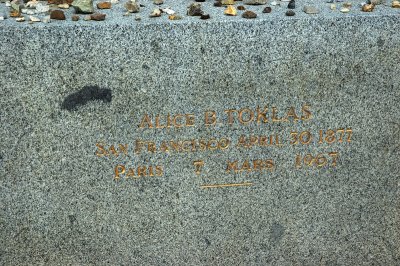 ALICE B TOKLAS
SAN FRANCISCO APRIL 30 1877
PARIS 7 MARS 1967